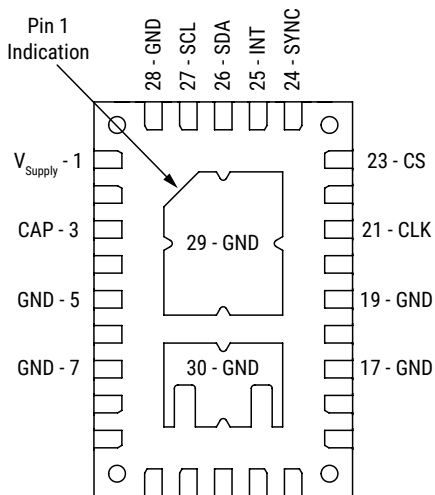 Pin 1
Indication
28 - GND
27 - SCL
26 - SDA
25 - INT
24 - SYNC
VSupply - 1
23 - CS
CAP - 3
29 - GND
21 - CLK
GND - 5
19 - GND
GND - 7
30 - GND
17 - GND